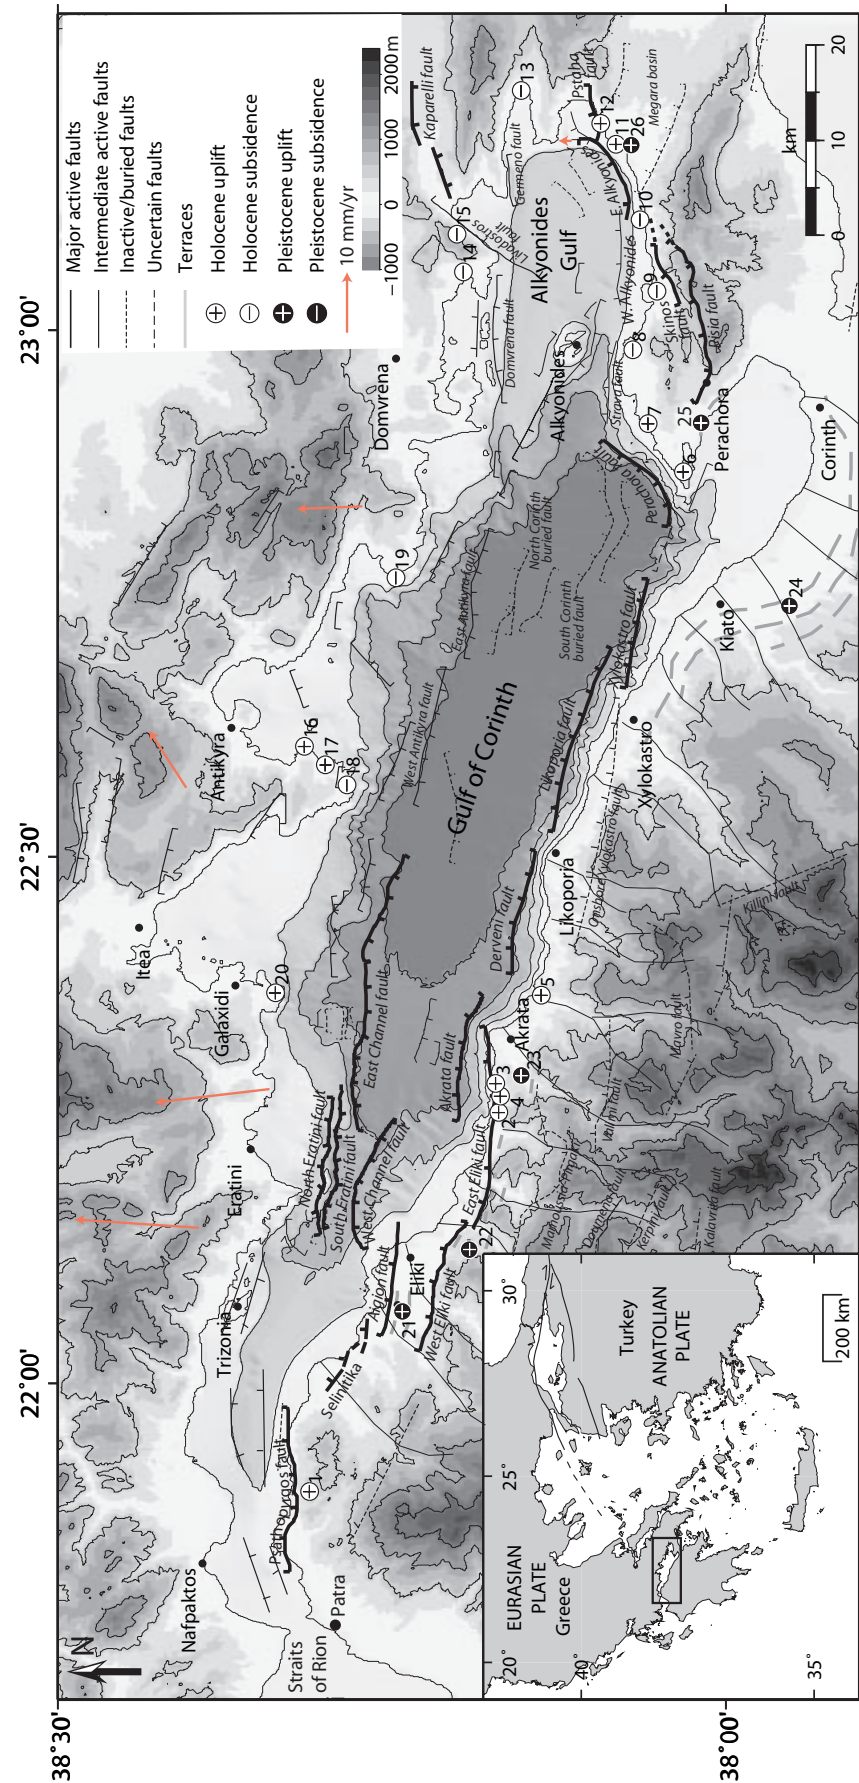 38˚30'
38˚00'
22˚00'
22˚30'
23˚00'
Major active faults
Intermediate active faults
Inactive/buried faults
Uncertain faults
Terraces
Holocene uplift
Holocene subsidence
Pleistocene uplift
Pleistocene subsidence
10 mm/yr
−1000
0
1000
2000m
N
Nafpaktos
Straits
of Rion
Patra
Psathopyrgos fault
1
Trizonia
Selinitika
Aigion fault
21
Eliki
West Eliki fault
22
Eratini
North Eratini fault
South Eratini fault
West Channel fault
East Channel fault
East Eliki fault
2
4
3
23
Akrata
Akrata fault
5
Galaxidi
20
Itea
Derveni fault
Likoporia
Likoporia fault
Onshore Xylokastro fault
Xylokastro
Xylokastro fault
Mamousia-Pirgaki
Doumena fault
Kerpini fault
Kalavrita fault
Valimi fault
Mavro fault
Killini fault
Antikyra
16
17
18
West Antikyra fault
East Antikyra fault
Gulf of Corinth
19
North Corinth
buried fault
South Corinth
buried fault
Kiato
24
Corinth
Perachora fault
6
7
25
Perachora
Domvrena
Domvrena fault
Alkyonides
Alkyonides
Gulf
Strava fault
8
9
Skinos
fault
Pisia fault
W. Alkyonides
10
E. Alkyonides
11
26
12
Psatha
fault
Megara basin
Livadostros
fault
14
15
Germeno fault
13
Kaparelli fault
km
0
10
20
EURASIAN
PLATE
Greece
Turkey
ANATOLIAN
PLATE
20˚
25˚
30˚
40˚
35˚
200 km